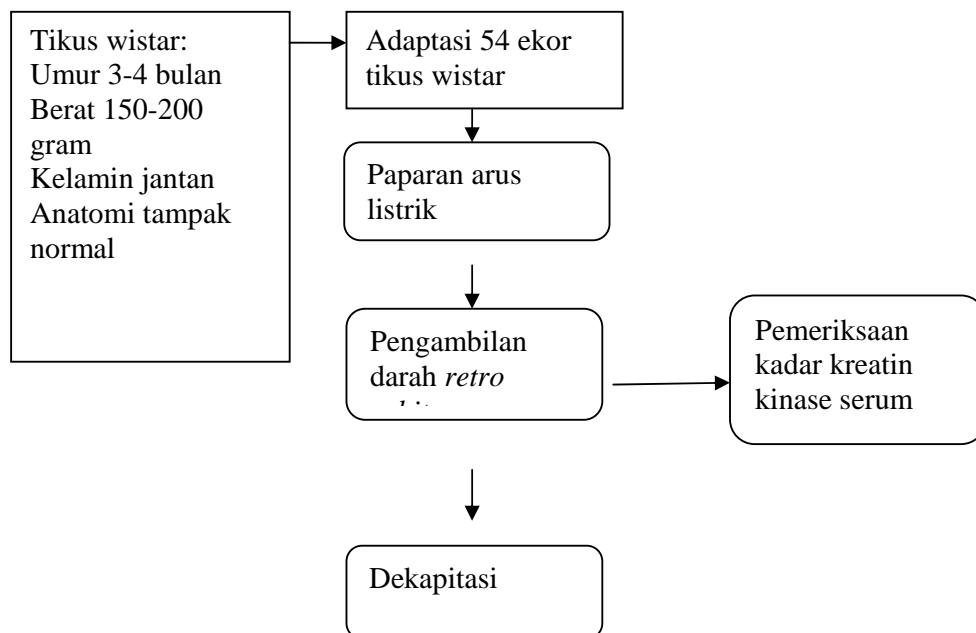 Tikus wistar:
Umur 3-4 bulan
Berat 150-200
gram
Kelamin jantan
Anatomi tampak
normal
Adaptasi 54 ekor
tikus wistar
Paparan arus
listrik
Pengambilan
darah retro
Pemeriksaan
kadar kreatin
kinase serum
Dekapitasi